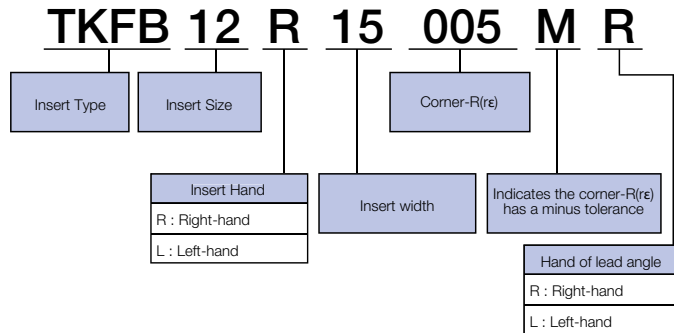 TKFB 12 R 15 005 M R
Insert Type
Insert Size
Corner-R(rε)
Insert Hand
R : Right-hand
L : Left-hand
Insert width
Indicates the corner-R(rε)
has a minus tolerance
Hand of lead angle
R : Right-hand
L : Left-hand